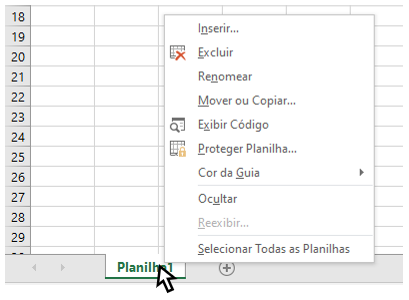 18
19
20
21
22
23
24
25
26
27
28
29
Inserir...
Excluir
Renomear
Mover ou Copiar...
Exibir Código
Proteger Planilha...
Cor da Guia
Ocultar
Reexibir...
Selecionar Todas as Planilhas
Planilha1